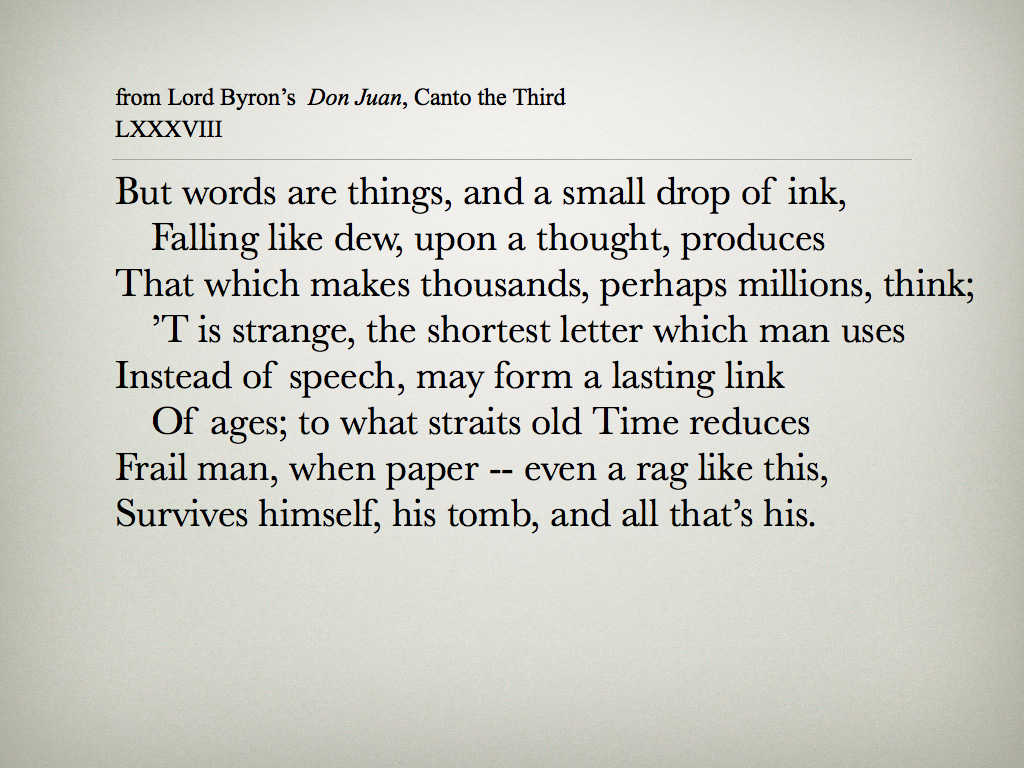 from Lord Byron’s Don Juan, Canto the Third
LXXXVIII
But words are things, and a small drop of ink,
Falling like dew, upon a thought, produces
That which makes thousands, perhaps millions, think;
’T is strange, the shortest letter which man uses
Instead of speech, may form a lasting link
Of ages; to what straits old Time reduces
Frail man, when paper -- even a rag like this,
Survives himself, his tomb, and all that’s his.